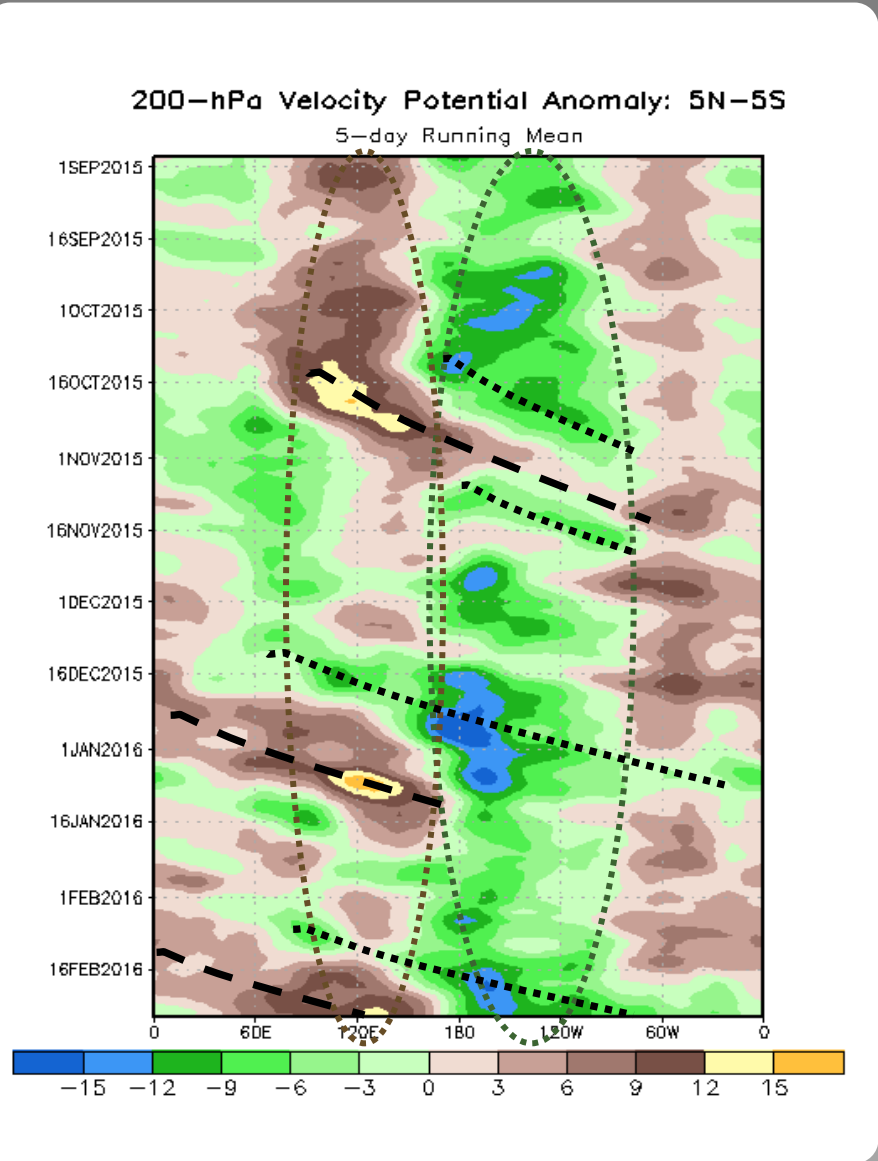 200-hPa Velocity Potential Anomaly: 5N-5S
5-day Running Mean
1SEP2015
16SEP2015
1OCT2015
16OCT2015
1NOV2015
16NOV2015
1DEC2015
16DEC2015
1JAN2016
16JAN2016
1FEB2016
16FEB2016
0 60E 120E 180 120W 60W 0
-15 -12 -9 -6 -3 0 3 6 9 12 15